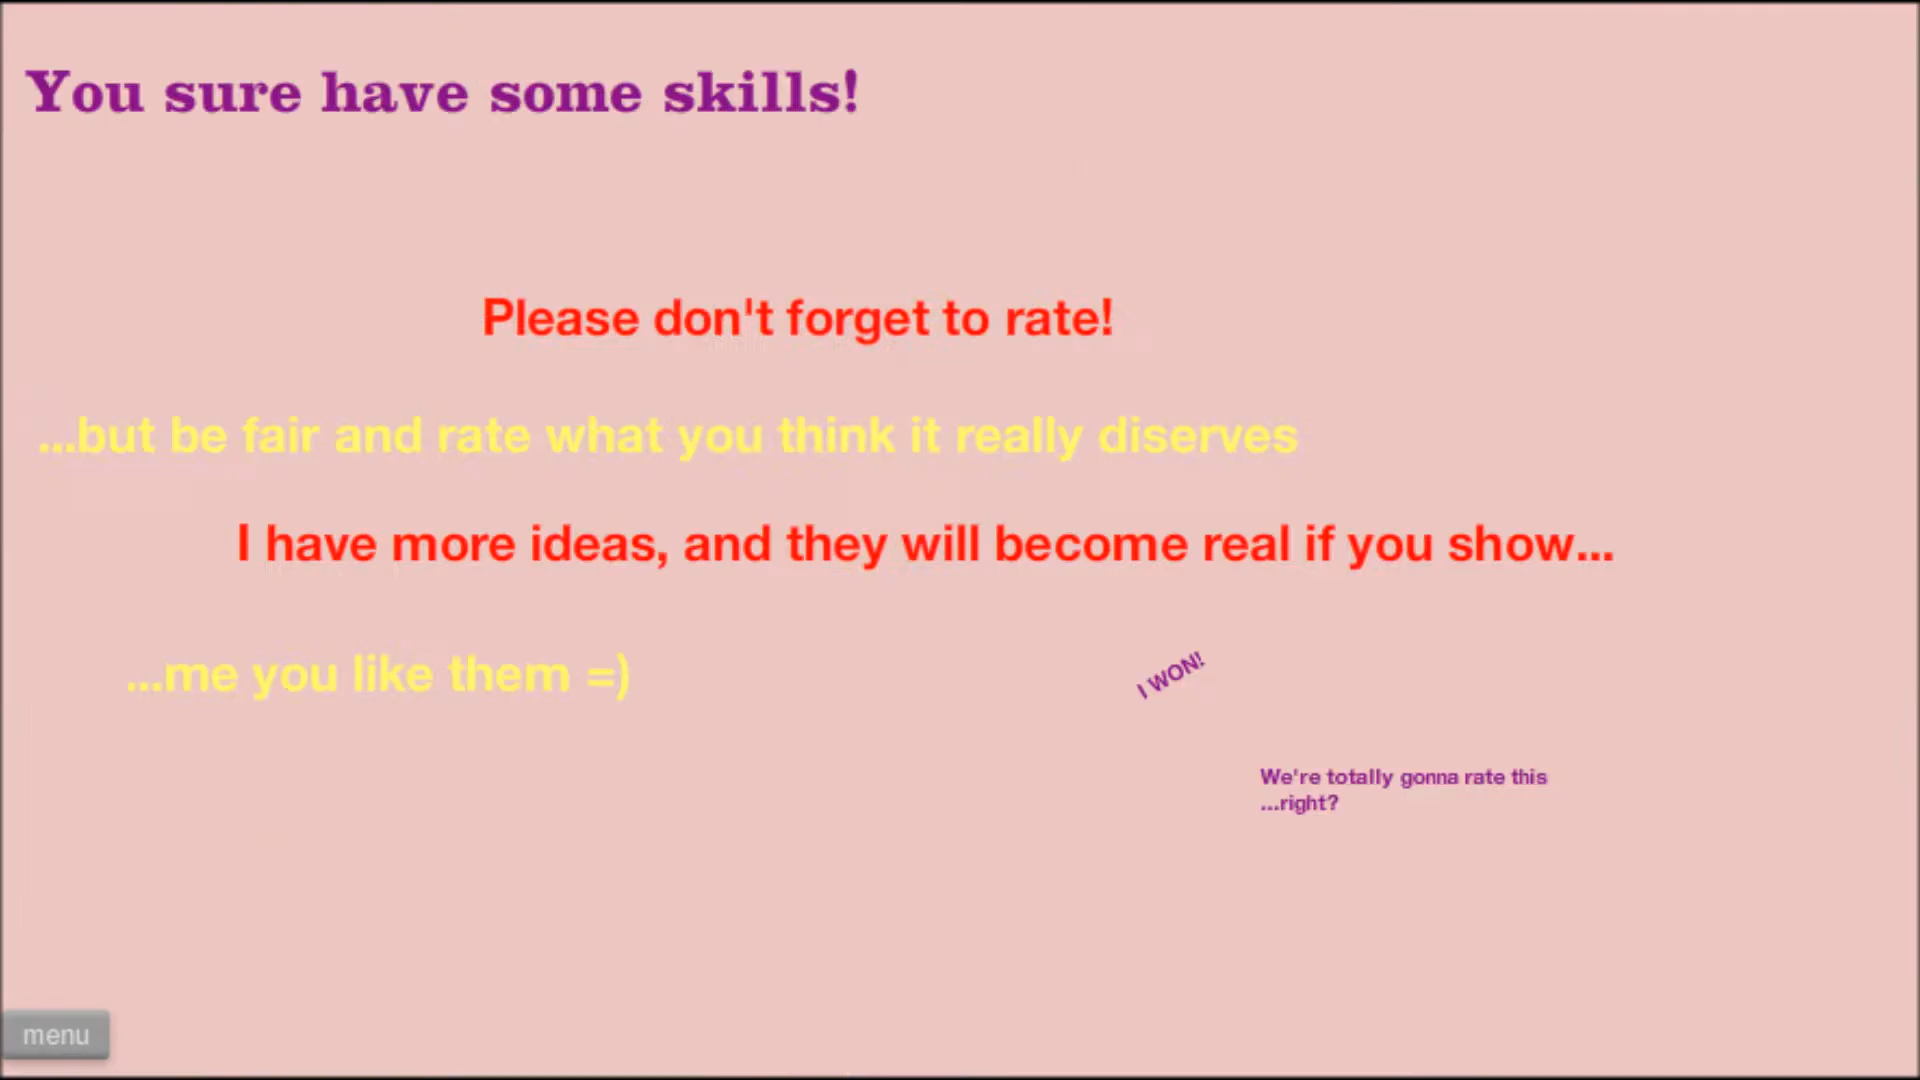 You sure have some skills!
Please don't forget to rate!
...but be fair and rate what you think it really diserves
I have more ideas, and they will become real if you show...
...me you like them =)
I WON!
We're totally gonna rate this
...right?
menu